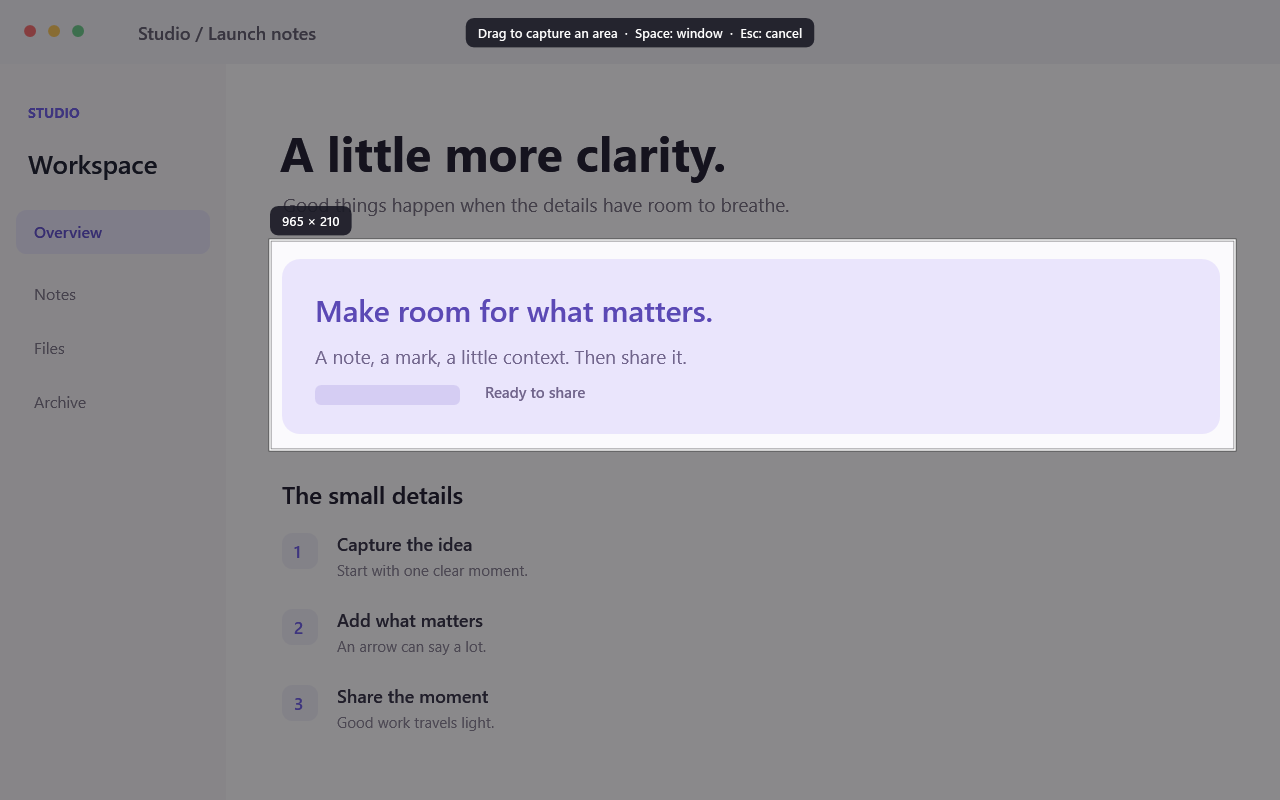 Studio / Launch notes
Drag to capture an area · Space: window · Esc: cancel
STUDIO
Workspace
Overview
Notes
Files
Archive
A little more clarity.
Good things happen when the details have room to breathe.
965 × 210
Make room for what matters.
A note, a mark, a little context. Then share it.
Ready to share
The small details
1
Capture the idea
Start with one clear moment.
2
Add what matters
An arrow can say a lot.
3
Share the moment
Good work travels light.